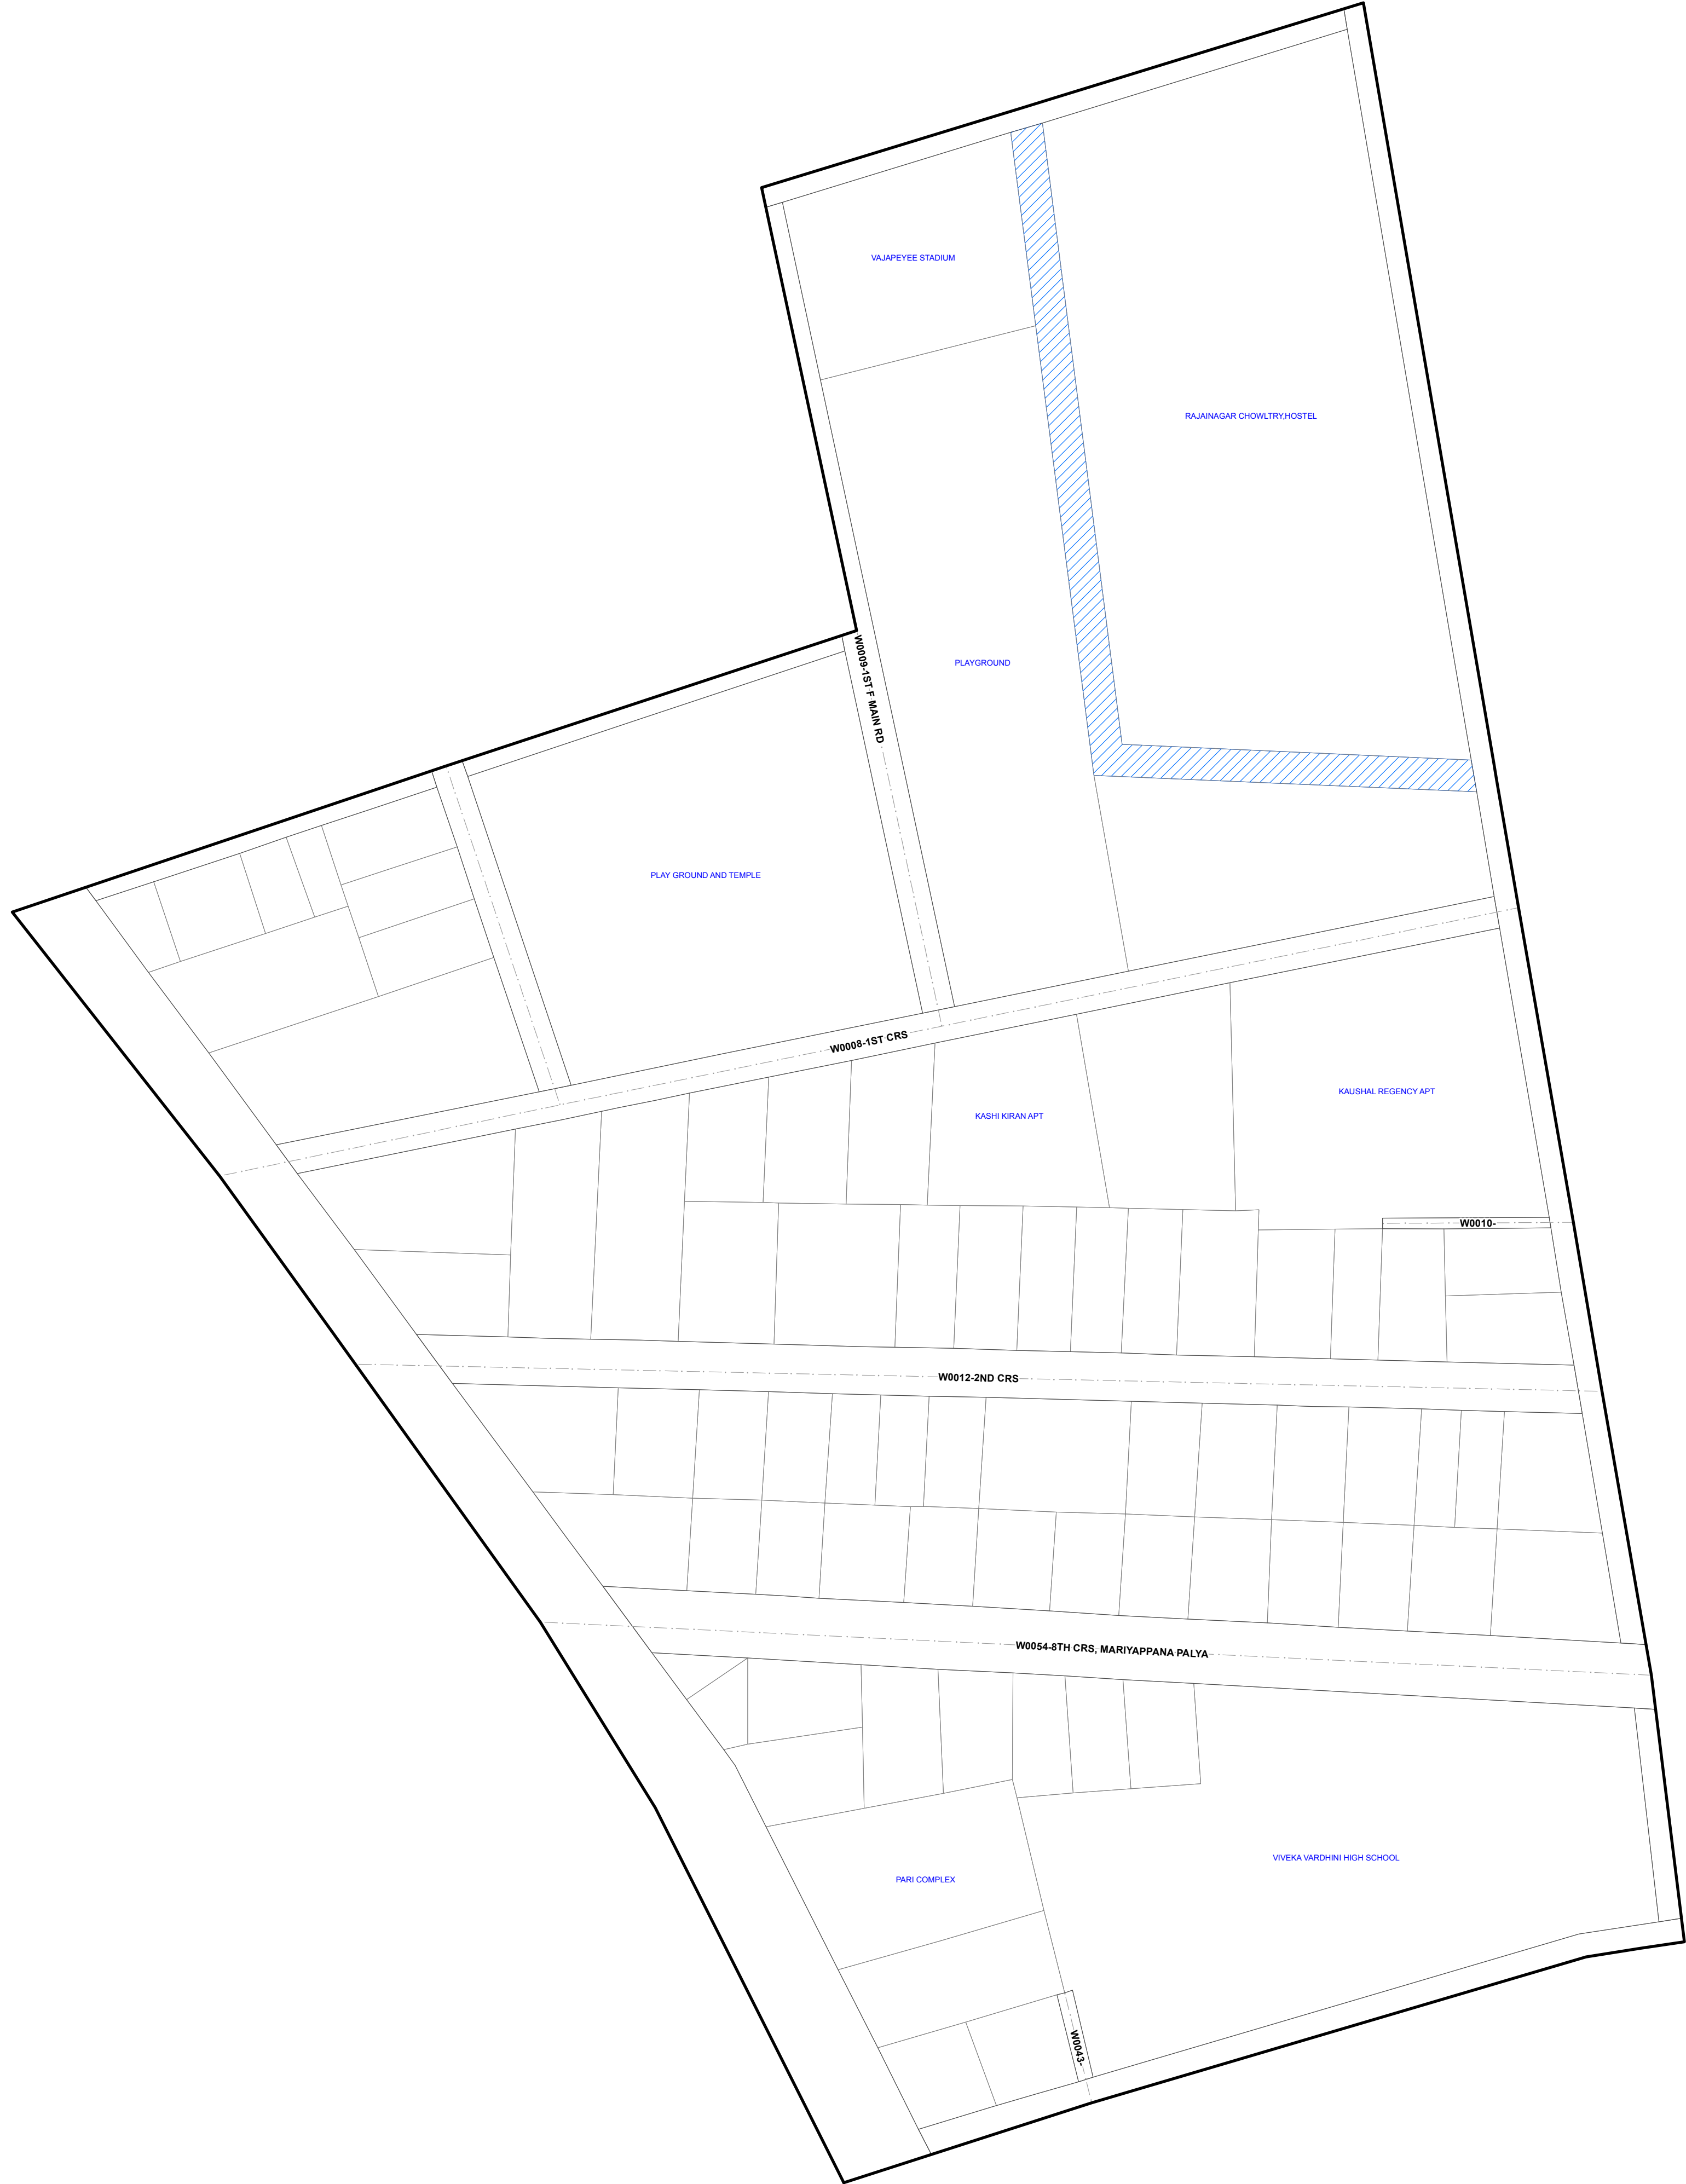 VAJAPEYEE STADIUM
RAJAINAGAR CHOWLTRY,HOSTEL
PLAYGROUND
W0009-1ST F MAIN RD
PLAY GROUND AND TEMPLE
W0008-1ST CRS
KAUSHAL REGENCY APT
KASHI KIRAN APT
W0010-
W0012-2ND CRS
W0054-8TH CRS, MARIYAPPANA PALYA
VIVEKA VARDHINI HIGH SCHOOL
PARI COMPLEX
W0043-